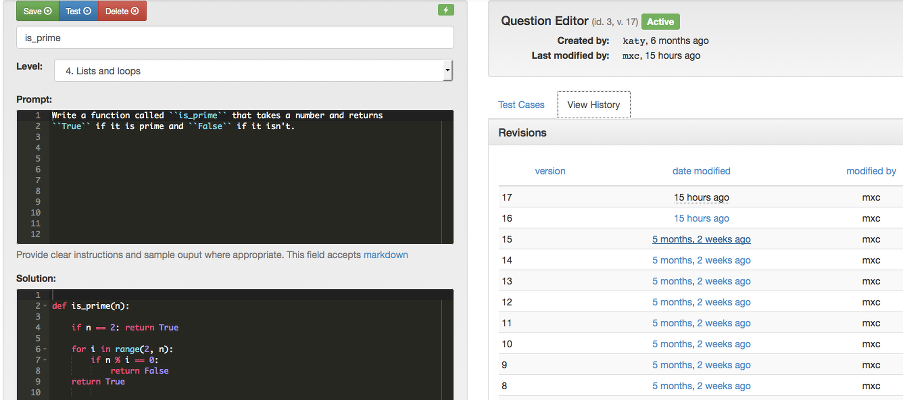 Save Test Delete
is_prime
Level: 4. Lists and loops
Prompt:
1 Write a function called ``is_prime`` that takes a number and returns
2 ``True`` if it is prime and ``False`` if it isn't.
3
4
5
6
7
8
9
10
11
12
Provide clear instructions and sample ouput where appropriate. This field accepts markdown
Solution:
1
2 def is_prime(n):
3
4 if n == 2: return True
5
6 for i in range(2, n):
7 if n % i == 0:
8 return False
9 return True
10
Question Editor (id. 3, v. 17) Active
Created by: katy, 6 months ago
Last modified by: mxc, 15 hours ago
Test Cases View History
Revisions
version date modified modified by
17 15 hours ago mxc
16 15 hours ago mxc
15 5 months, 2 weeks ago mxc
14 5 months, 2 weeks ago mxc
13 5 months, 2 weeks ago mxc
12 5 months, 2 weeks ago mxc
11 5 months, 2 weeks ago mxc
10 5 months, 2 weeks ago mxc
9 5 months, 2 weeks ago mxc
8 5 months, 2 weeks ago mxc